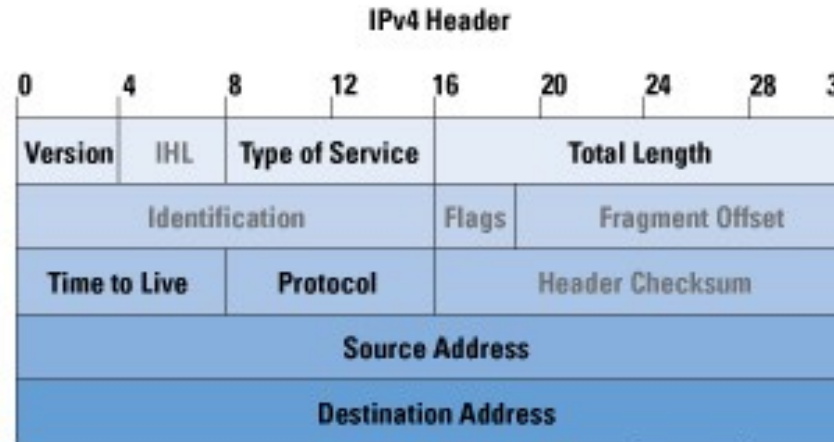 IPv4 Header
0 4 8 12 16 20 24 28 3
Version IHL Type of Service Total Length
Identification Flags Fragment Offset
Time to Live Protocol Header Checksum
Source Address
Destination Address